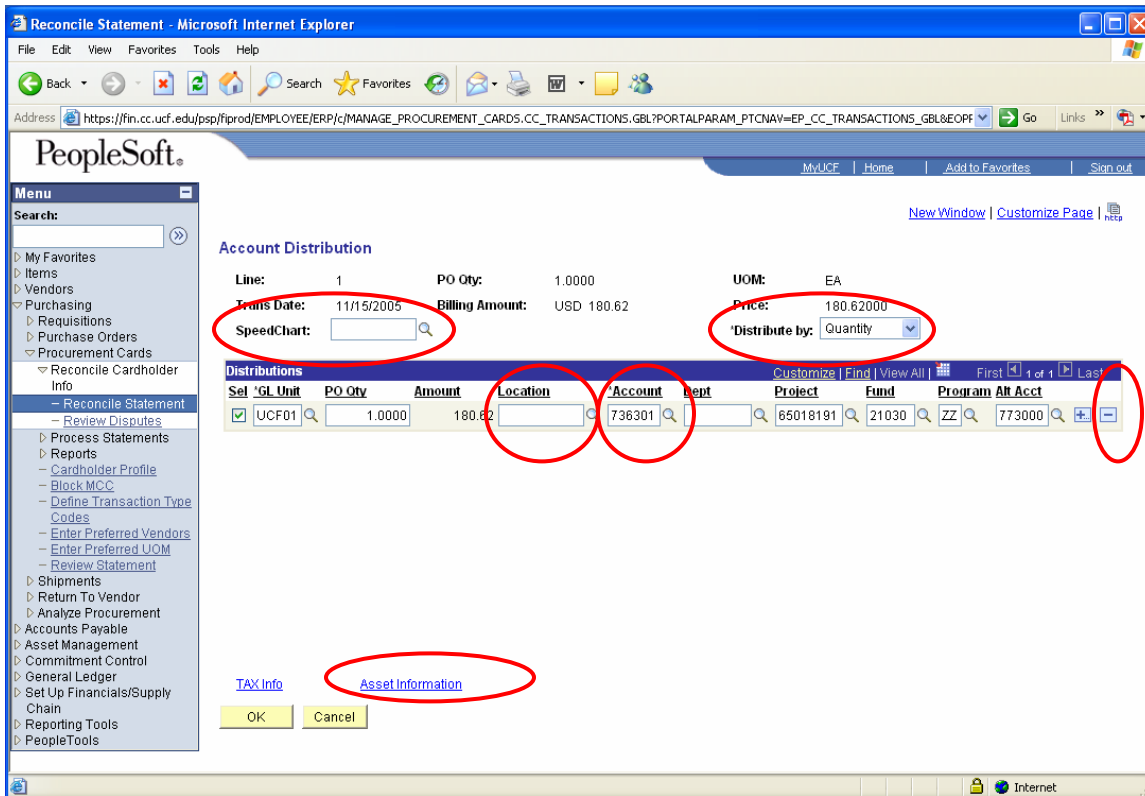 Reconcile Statement - Microsoft Internet Explorer
File Edit View Favorites Tools Help
Back Search Favorites
Address https://fin.cc.ucf.edu/psp/fiprod/EMPLOYEE/ERP/c/MANAGE_PROCUREMENT_CARDS.CC_TRANSACTIONS.GBL?PORTALPARAM_PTCNAV=EP_CC_TRANSACTIONS_GBL&EOPF Go Links »
PeopleSoft.
MyUCF | Home | Add to Favorites | Sign out
Menu
Search:
My Favorites
Items
Vendors
Purchasing
Requisitions
Purchase Orders
Procurement Cards
Reconcile Cardholder
Info
– Reconcile Statement
– Review Disputes
Process Statements
Reports
– Cardholder Profile
– Block MCC
– Define Transaction Type
Codes
– Enter Preferred Vendors
– Enter Preferred UOM
– Review Statement
Shipments
Return To Vendor
Analyze Procurement
Accounts Payable
Asset Management
Commitment Control
General Ledger
Set Up Financials/Supply
Chain
Reporting Tools
PeopleTools
New Window | Customize Page | http
Account Distribution
Line: 1 PO Qty: 1.0000 UOM: EA
Trans Date: 11/15/2005 Billing Amount: USD 180.62 Price: 180.62000
SpeedChart: *Distribute by: Quantity
Distributions Customize | Find | View All | First 1 of 1 Last
Sel *GL Unit PO Qty Amount Location *Account Dept Project Fund Program Alt Acct
UCF01 1.0000 180.62 736301 65018191 21030 ZZ 773000
TAX Info Asset Information
OK Cancel
Internet